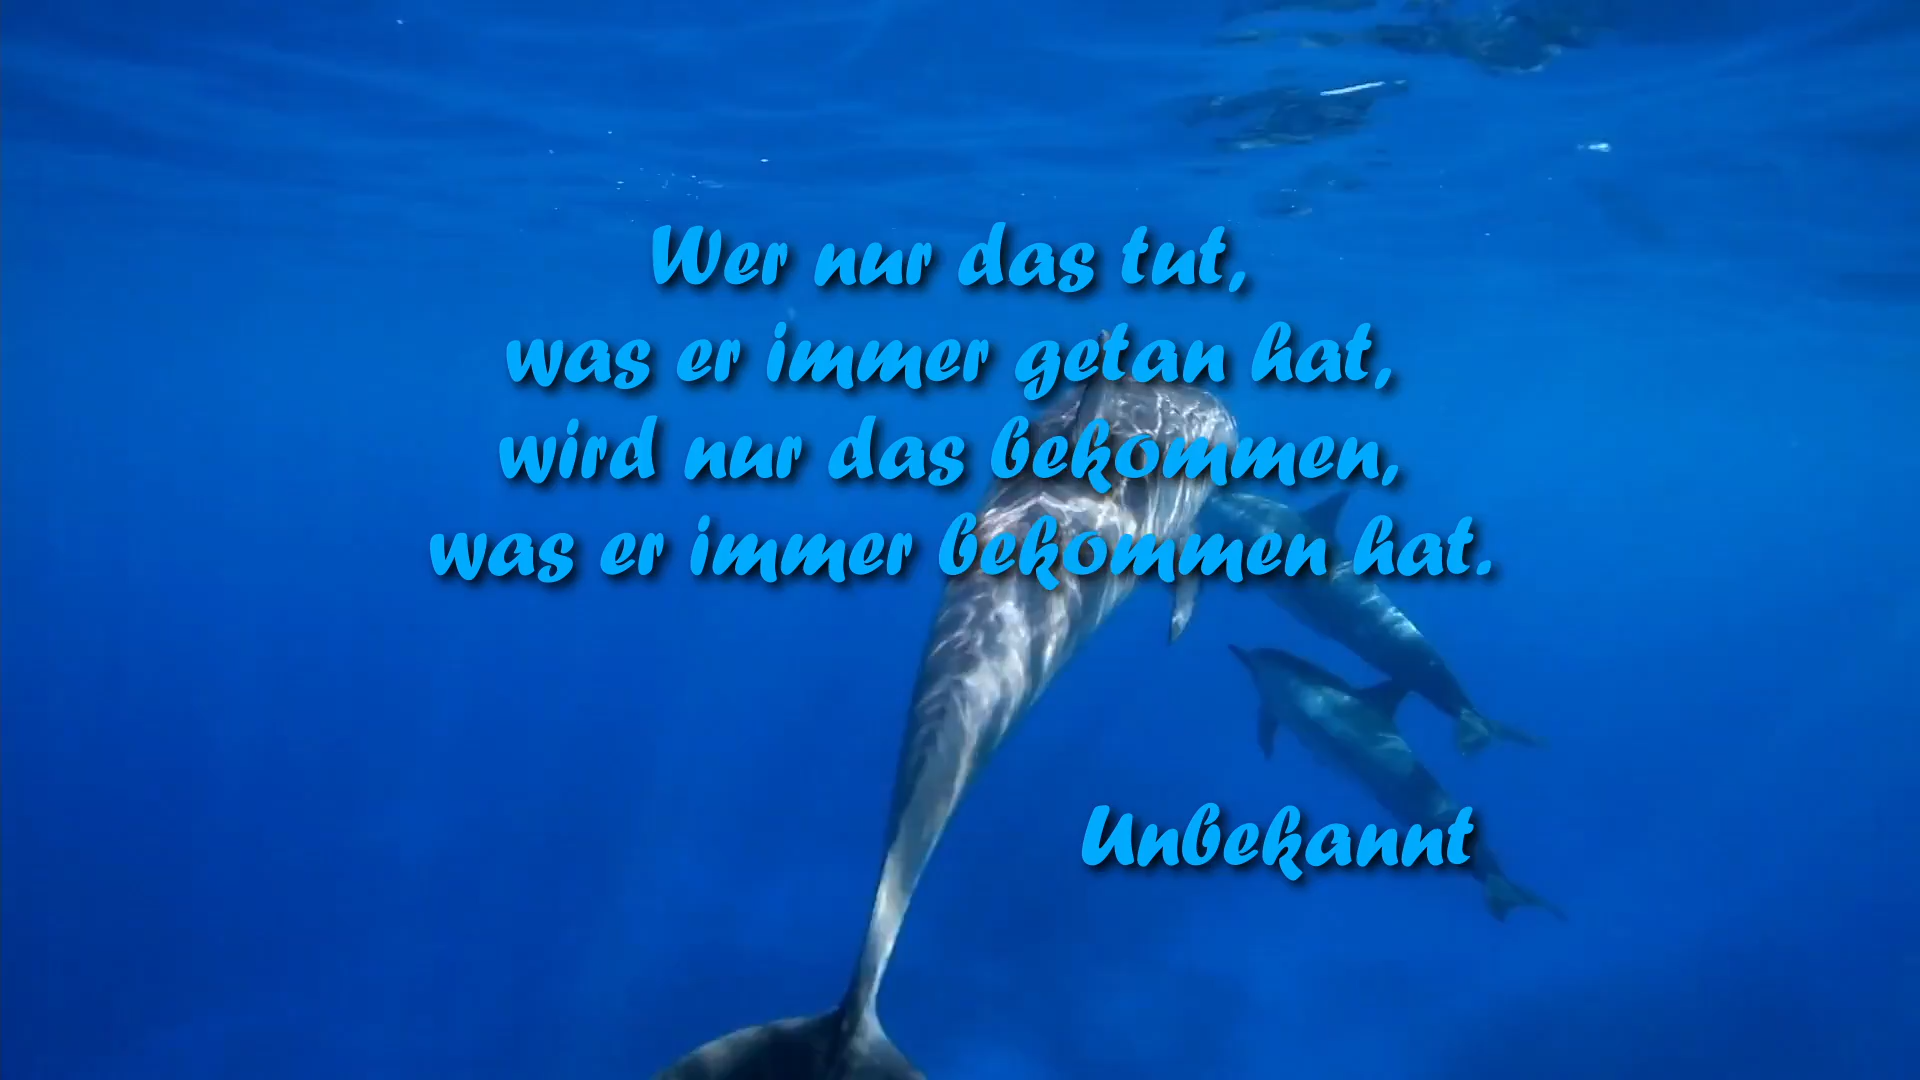 Wer nur das tut,
was er immer getan hat,
wird nur das bekommen,
was er immer bekommen hat.
Unbekannt